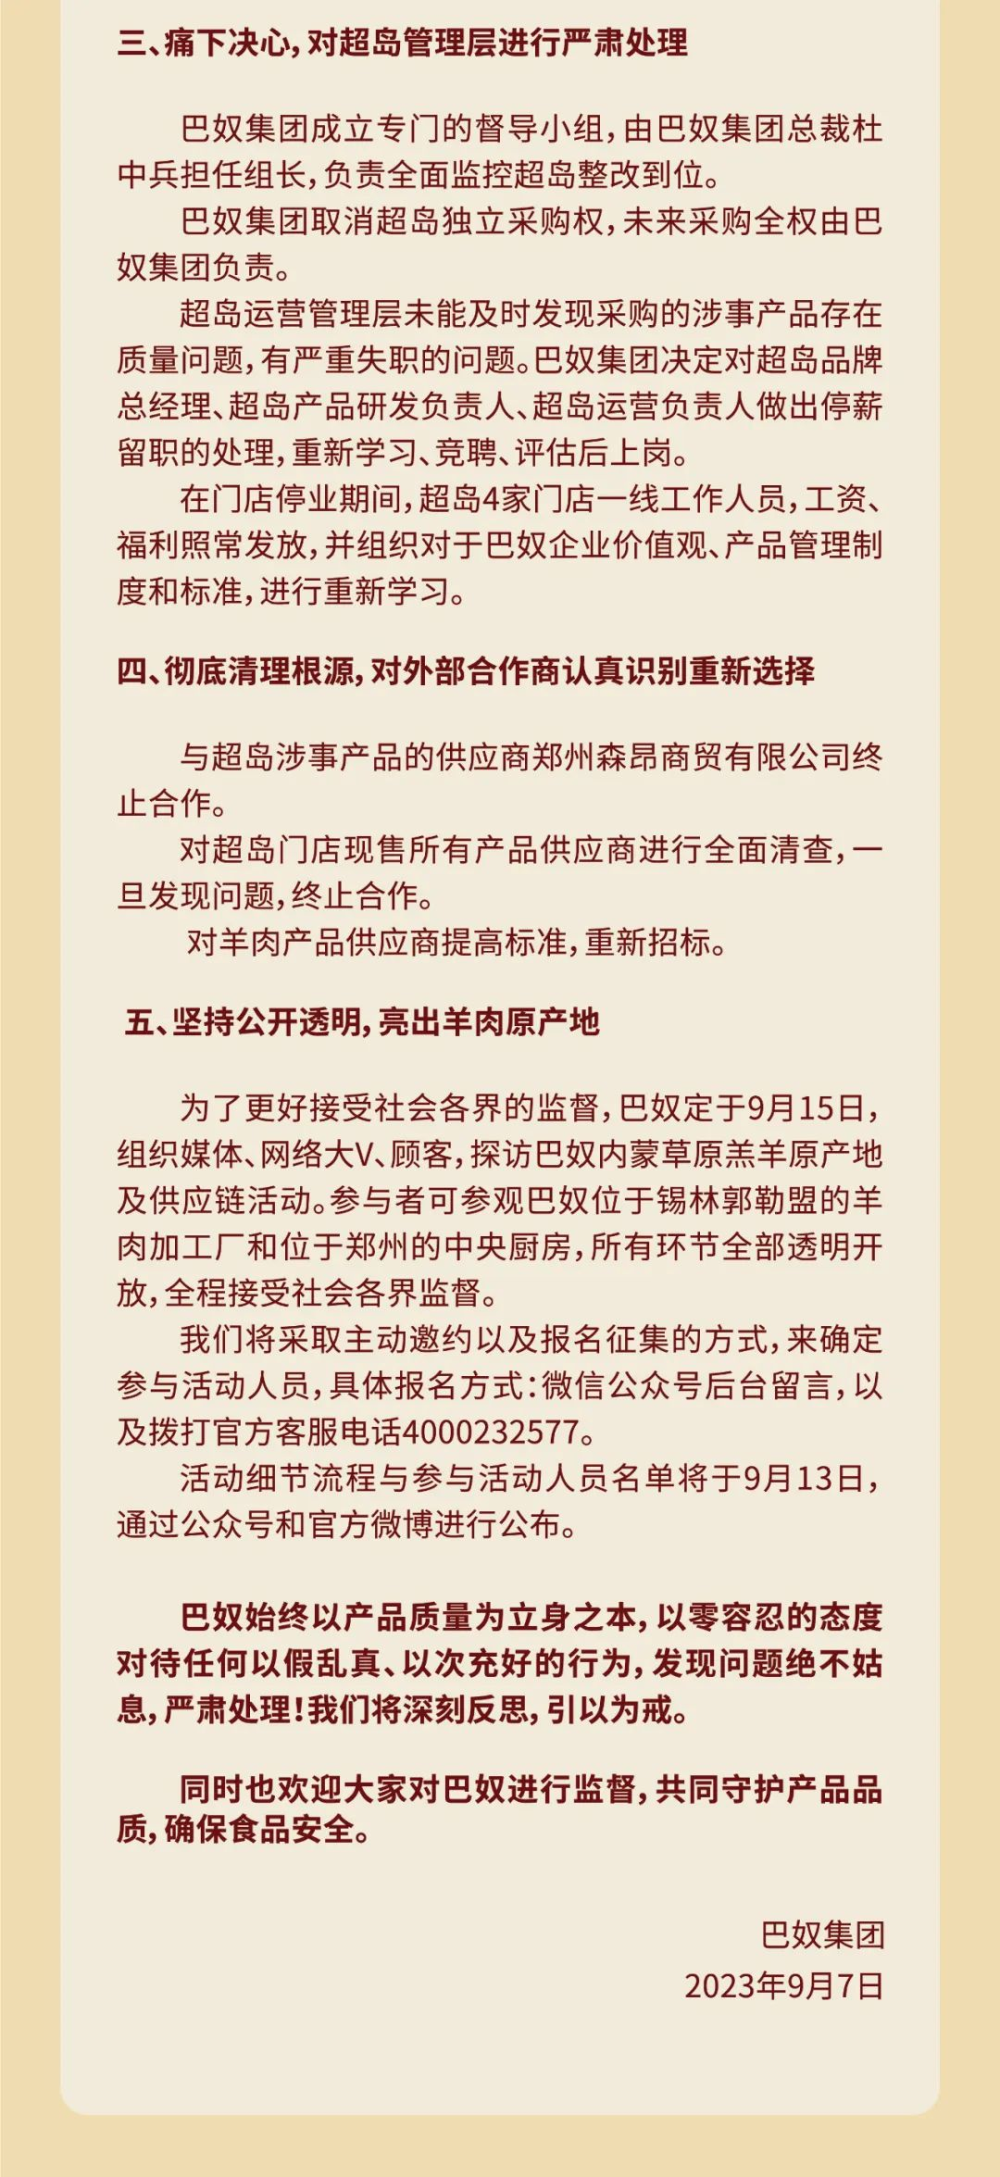 三、痛下决心，对超岛管理层进行严肃处理
巴奴集团成立专门的督导小组，由巴奴集团总裁杜
中兵担任组长，负责全面监控超岛整改到位。
巴奴集团取消超岛独立采购权，未来采购全权由巴
奴集团负责。
超岛运营管理层未能及时发现采购的涉事产品存在
质量问题，有严重失职的问题。巴奴集团决定对超岛品牌
总经理、超岛产品研发负责人、超岛运营负责人做出停薪
留职的处理，重新学习、竞聘、评估后上岗。
在门店停业期间，超岛4家门店一线工作人员，工资、
福利照常发放，并组织对于巴奴企业价值观、产品管理制
度和标准，进行重新学习。
四、彻底清理根源，对外部合作商认真识别重新选择
与超岛涉事产品的供应商郑州森昂商贸有限公司终
止合作。
对超岛门店现售所有产品供应商进行全面清查，一
旦发现问题，终止合作。
对羊肉产品供应商提高标准，重新招标。
五、坚持公开透明，亮出羊肉原产地
为了更好接受社会各界的监督，巴奴定于9月15日，
组织媒体、网络大V、顾客，探访巴奴内蒙草原羔羊原产地
及供应链活动。参与者可参观巴奴位于锡林郭勒盟的羊
肉加工厂和位于郑州的中央厨房，所有环节全部透明开
放，全程接受社会各界监督。
我们将采取主动邀约以及报名征集的方式，来确定
参与活动人员，具体报名方式：微信公众号后台留言，以
及拨打官方客服电话4000232577。
活动细节流程与参与活动人员名单将于9月13日，
通过公众号和官方微博进行公布。
巴奴始终以产品质量为立身之本，以零容忍的态度
对待任何以假乱真、以次充好的行为，发现问题绝不姑
息，严肃处理！我们将深刻反思，引以为戒。
同时也欢迎大家对巴奴进行监督，共同守护产品品
质，确保食品安全。
巴奴集团
2023年9月7日